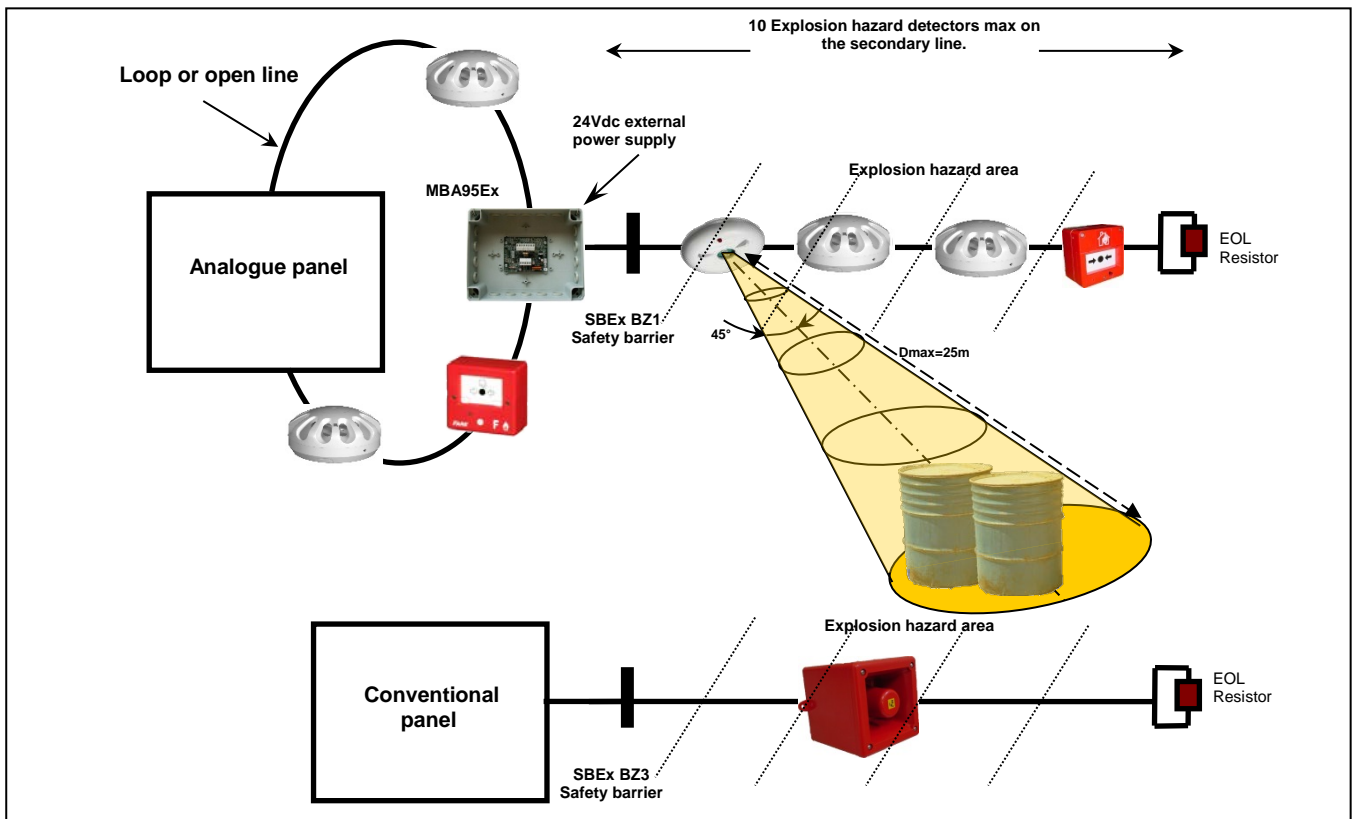 10 Explosion hazard detectors max on
the secondary line.
Loop or open line
24Vdc external
power supply
MBA95Ex
Explosion hazard area
Analogue panel
EOL
Resistor
SBEx BZ1
Safety barrier
45°
Dmax=25m
F
Explosion hazard area
Conventional
panel
EOL
Resistor
SBEx BZ3
Safety barrier